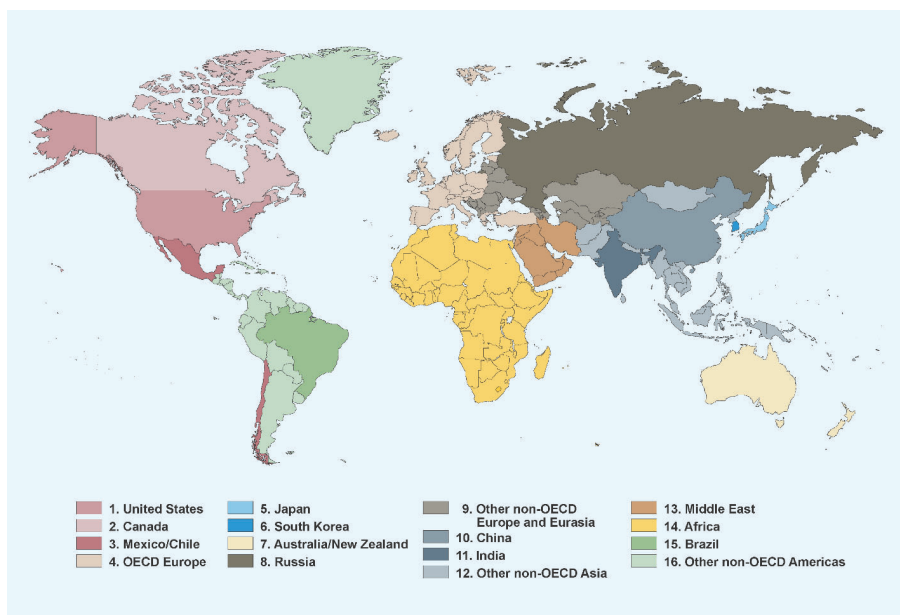 1. United States
2. Canada
3. Mexico/Chile
4. OECD Europe
5. Japan
6. South Korea
7. Australia/New Zealand
8. Russia
9. Other non-OECD
Europe and Eurasia
10. China
11. India
12. Other non-OECD Asia
13. Middle East
14. Africa
15. Brazil
16. Other non-OECD Americas